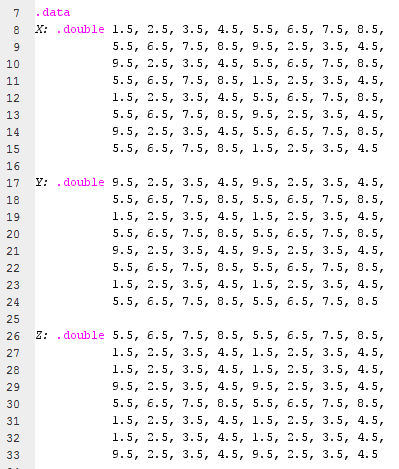 7 .data
8 X: .double 1.5, 2.5, 3.5, 4.5, 5.5, 6.5, 7.5, 8.5,
9 5.5, 6.5, 7.5, 8.5, 9.5, 2.5, 3.5, 4.5,
10 9.5, 2.5, 3.5, 4.5, 5.5, 6.5, 7.5, 8.5,
11 5.5, 6.5, 7.5, 8.5, 1.5, 2.5, 3.5, 4.5,
12 1.5, 2.5, 3.5, 4.5, 5.5, 6.5, 7.5, 8.5,
13 5.5, 6.5, 7.5, 8.5, 9.5, 2.5, 3.5, 4.5,
14 9.5, 2.5, 3.5, 4.5, 5.5, 6.5, 7.5, 8.5,
15 5.5, 6.5, 7.5, 8.5, 1.5, 2.5, 3.5, 4.5
16
17 Y: .double 9.5, 2.5, 3.5, 4.5, 9.5, 2.5, 3.5, 4.5,
18 5.5, 6.5, 7.5, 8.5, 5.5, 6.5, 7.5, 8.5,
19 1.5, 2.5, 3.5, 4.5, 1.5, 2.5, 3.5, 4.5,
20 5.5, 6.5, 7.5, 8.5, 5.5, 6.5, 7.5, 8.5,
21 9.5, 2.5, 3.5, 4.5, 9.5, 2.5, 3.5, 4.5,
22 5.5, 6.5, 7.5, 8.5, 5.5, 6.5, 7.5, 8.5,
23 1.5, 2.5, 3.5, 4.5, 1.5, 2.5, 3.5, 4.5,
24 5.5, 6.5, 7.5, 8.5, 5.5, 6.5, 7.5, 8.5
25
26 Z: .double 5.5, 6.5, 7.5, 8.5, 5.5, 6.5, 7.5, 8.5,
27 1.5, 2.5, 3.5, 4.5, 1.5, 2.5, 3.5, 4.5,
28 1.5, 2.5, 3.5, 4.5, 1.5, 2.5, 3.5, 4.5,
29 9.5, 2.5, 3.5, 4.5, 9.5, 2.5, 3.5, 4.5,
30 5.5, 6.5, 7.5, 8.5, 5.5, 6.5, 7.5, 8.5,
31 1.5, 2.5, 3.5, 4.5, 1.5, 2.5, 3.5, 4.5,
32 1.5, 2.5, 3.5, 4.5, 1.5, 2.5, 3.5, 4.5,
33 9.5, 2.5, 3.5, 4.5, 9.5, 2.5, 3.5, 4.5